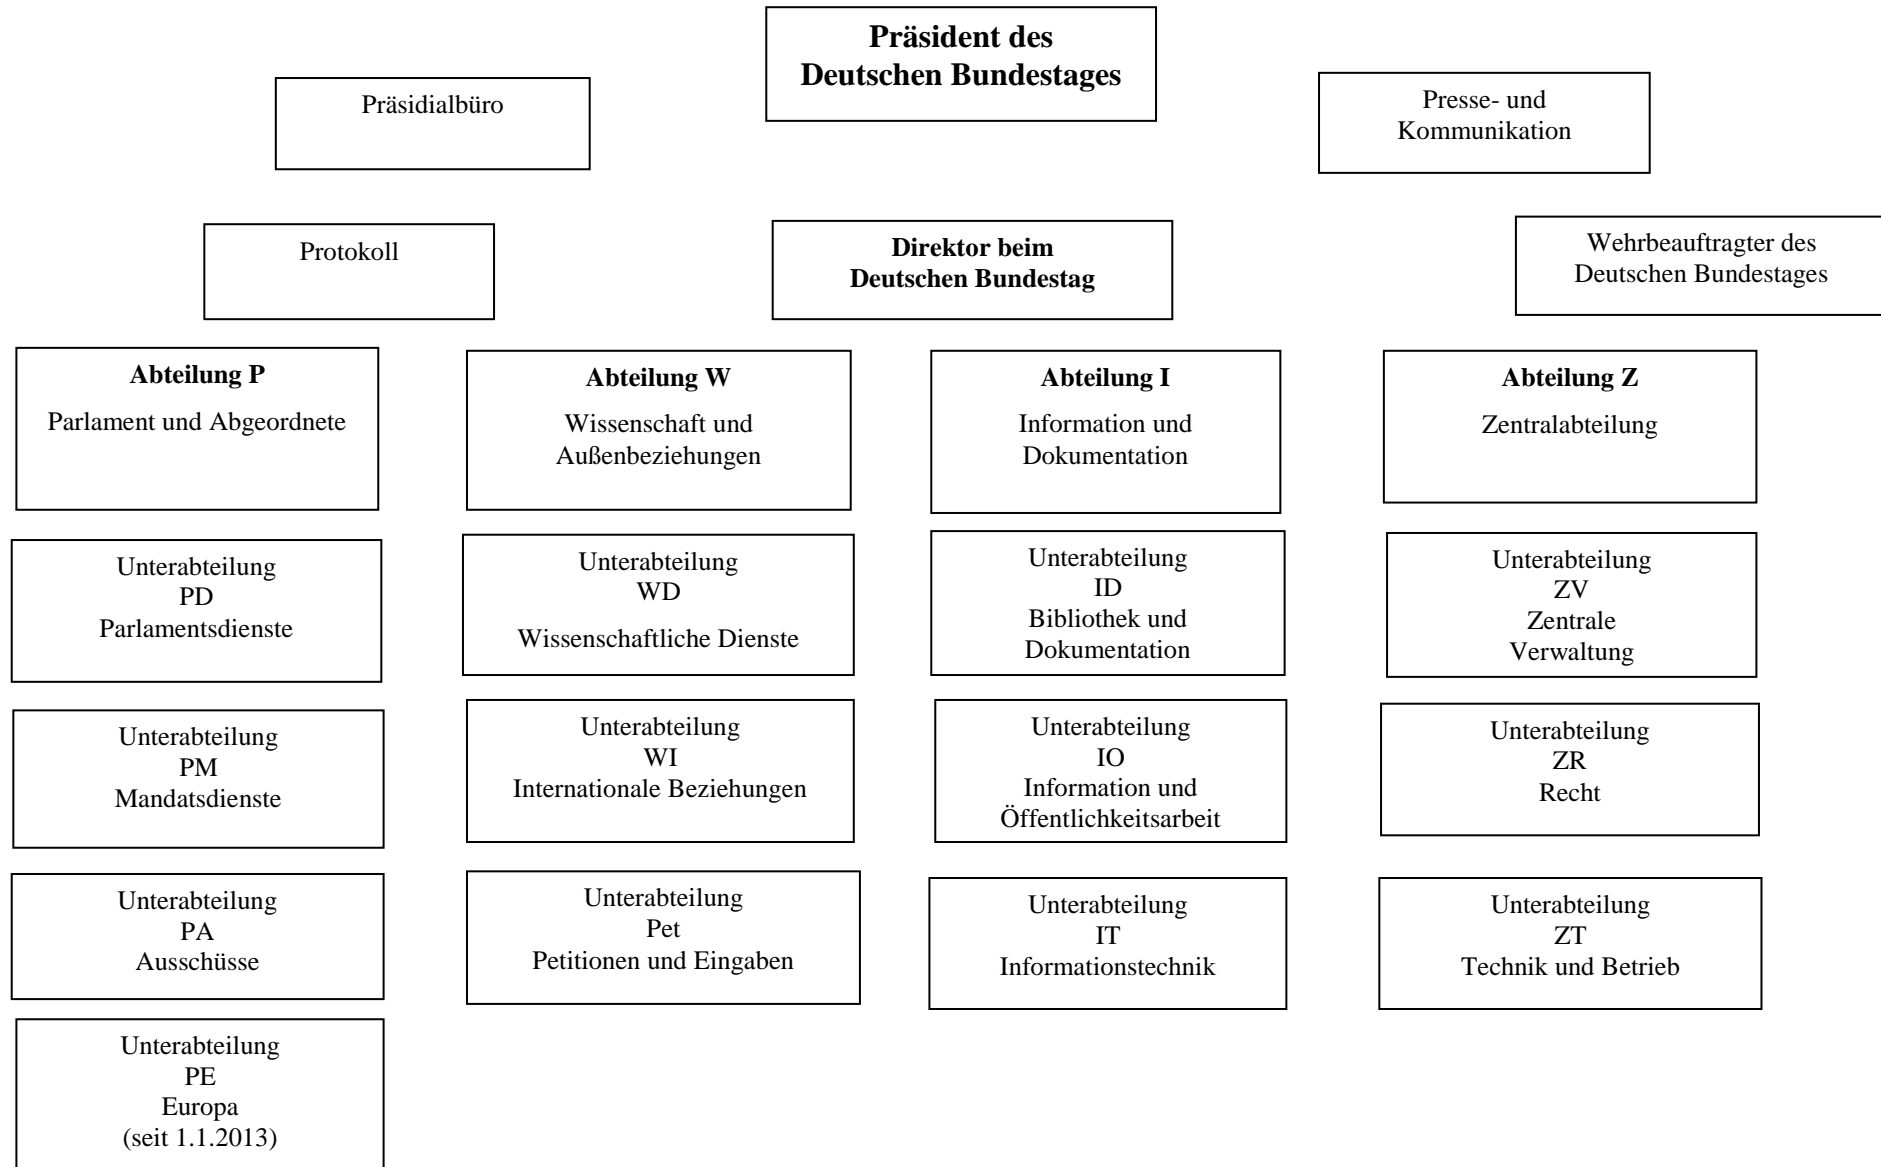 Präsident des
Deutschen Bundestages
Präsidialbüro
Presse- und
Kommunikation
Protokoll
Direktor beim
Deutschen Bundestag
Wehrbeauftragter des
Deutschen Bundestages
Abteilung P
Parlament und Abgeordnete
Abteilung W
Wissenschaft und
Außenbeziehungen
Abteilung I
Information und
Dokumentation
Abteilung Z
Zentralabteilung
Unterabteilung
PD
Parlamentsdienste
Unterabteilung
WD
Wissenschaftliche Dienste
Unterabteilung
ID
Bibliothek und
Dokumentation
Unterabteilung
ZV
Zentrale
Verwaltung
Unterabteilung
PM
Mandatsdienste
Unterabteilung
WI
Internationale Beziehungen
Unterabteilung
IO
Information und
Öffentlichkeitsarbeit
Unterabteilung
ZR
Recht
Unterabteilung
PA
Ausschüsse
Unterabteilung
Pet
Petitionen und Eingaben
Unterabteilung
IT
Informationstechnik
Unterabteilung
ZT
Technik und Betrieb
Unterabteilung
PE
Europa
(seit 1.1.2013)